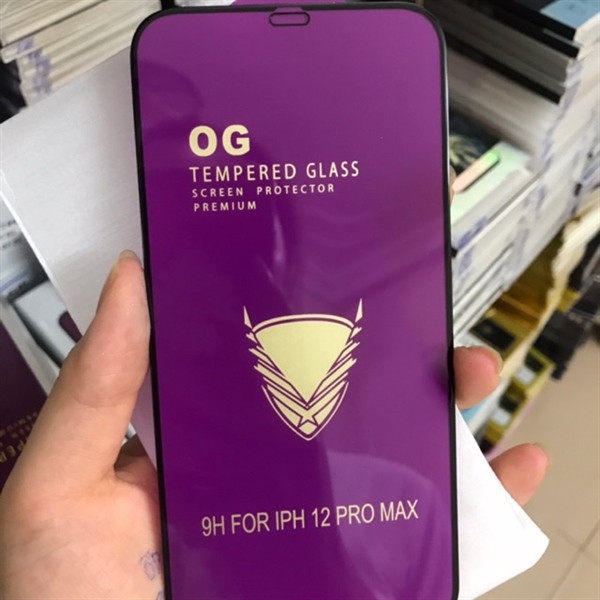 OG
TEMPERED GLASS
SCREEN PROTECTOR
PREMIUM
9H FOR IPH 12 PRO MAX